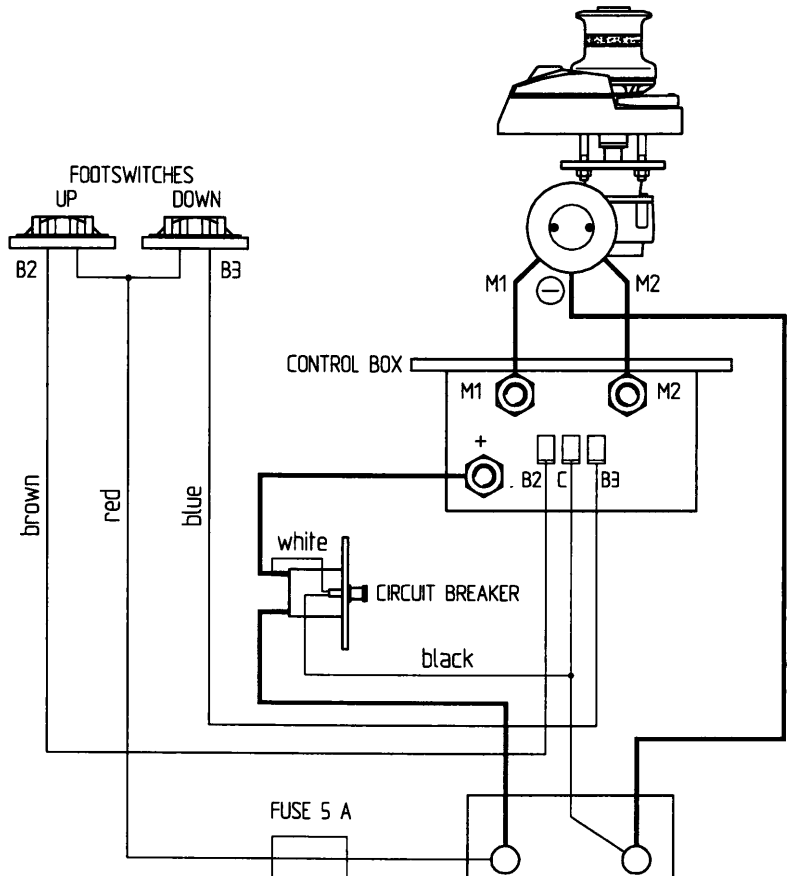 FOOTSWITCHES
UP
DOWN
B2
B3
M1
M2
CONTROL BOX
M1
M2
+
B2
C
B3
brown
red
blue
white
CIRCUIT BREAKER
black
FUSE 5 A